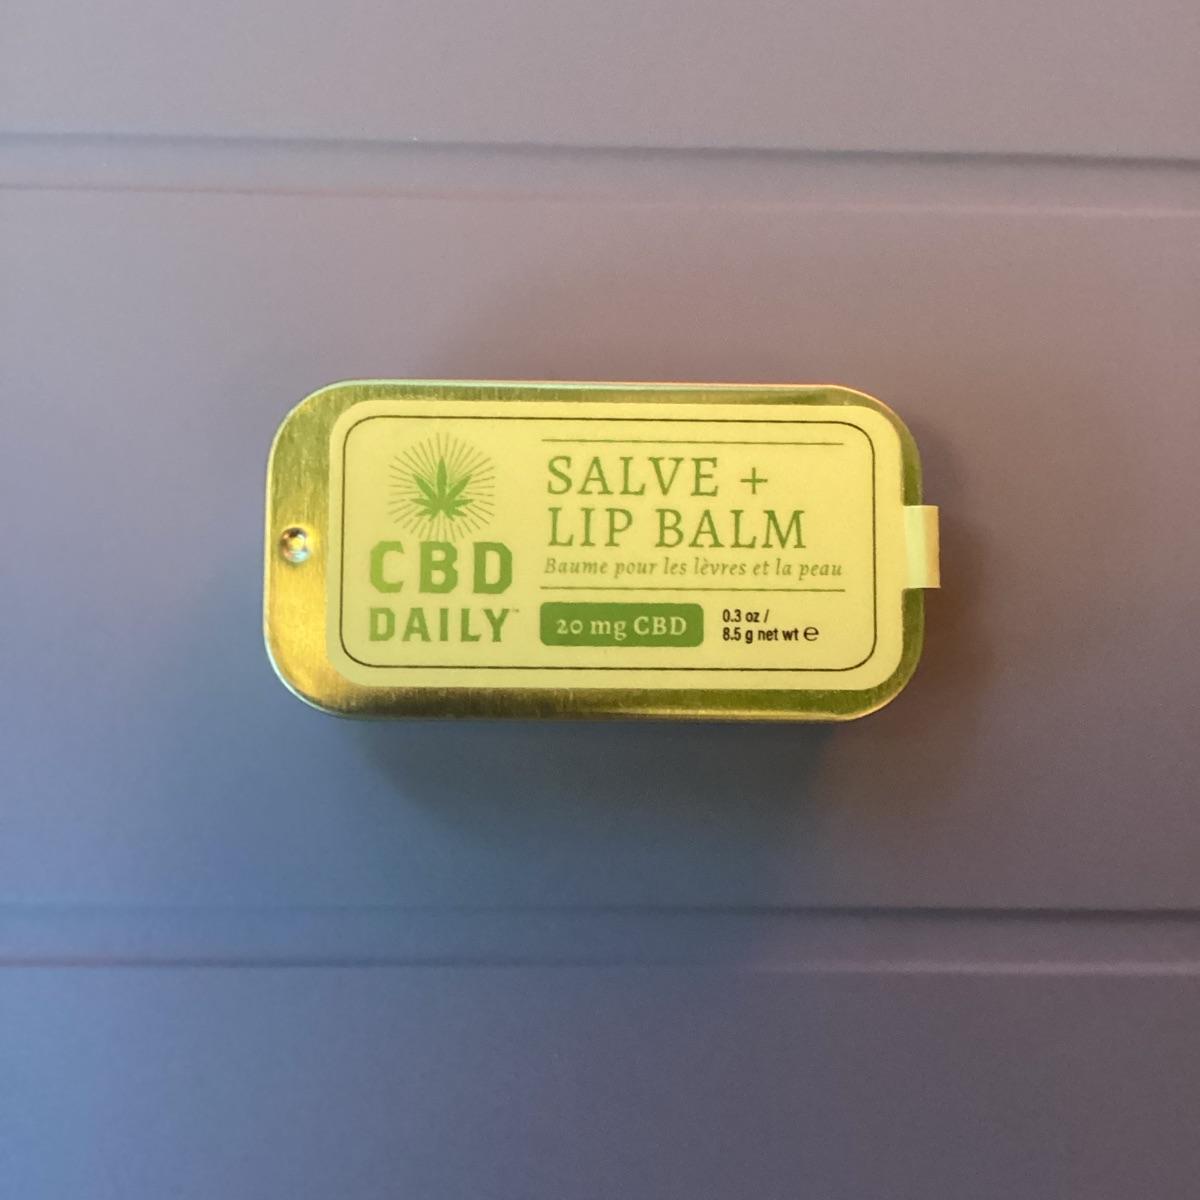 CBD
DAILY™
SALVE +
LIP BALM
Baume pour les lèvres et la peau
20 mg CBD
0.3 oz /
8.5 g net wt ℮